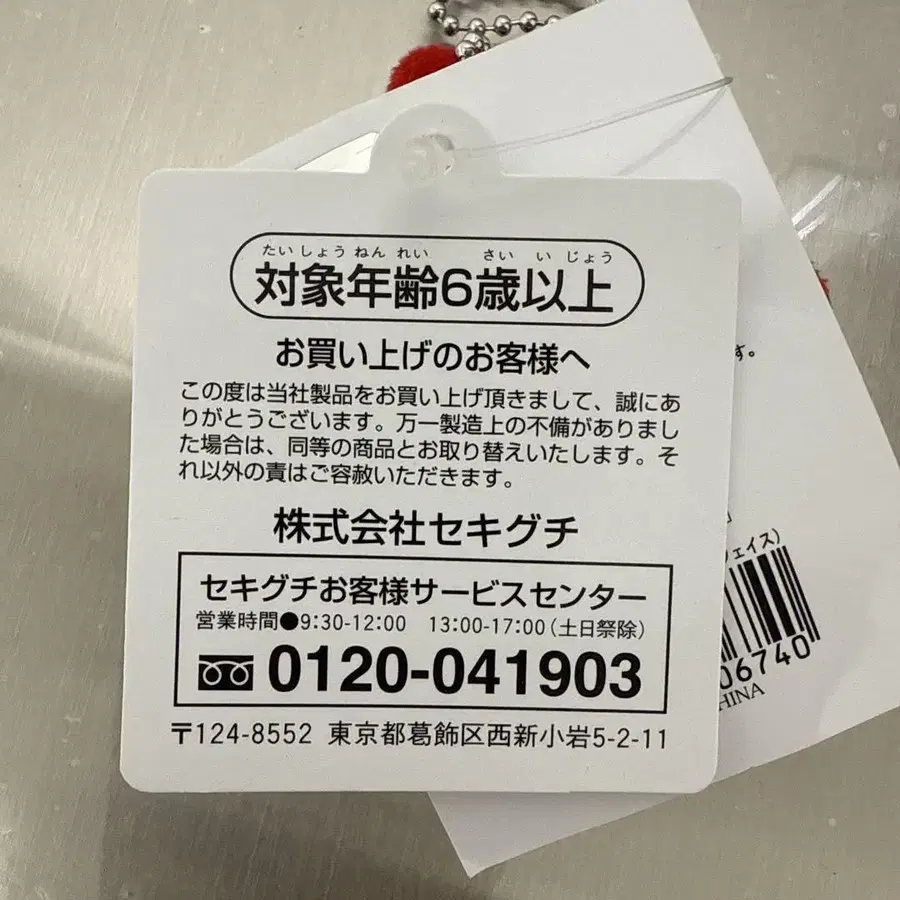 たいしょうねんれい さいいじょう
対象年齢6歳以上
お買い上げのお客様へ
この度は当社製品をお買い上げ頂きまして、誠にあ
りがとうございます。万一製造上の不備がありまし
た場合は、同等の商品とお取り替えいたします。そ
れ以外の責はご容赦いただきます。
株式会社セキグチ
セキグチお客様サービスセンター
営業時間●9:30-12:00 13:00-17:00(土日祭除)
0120-041903
〒124-8552 東京都葛飾区西新小岩5-2-11
す。
ェイス)
06740
HINA